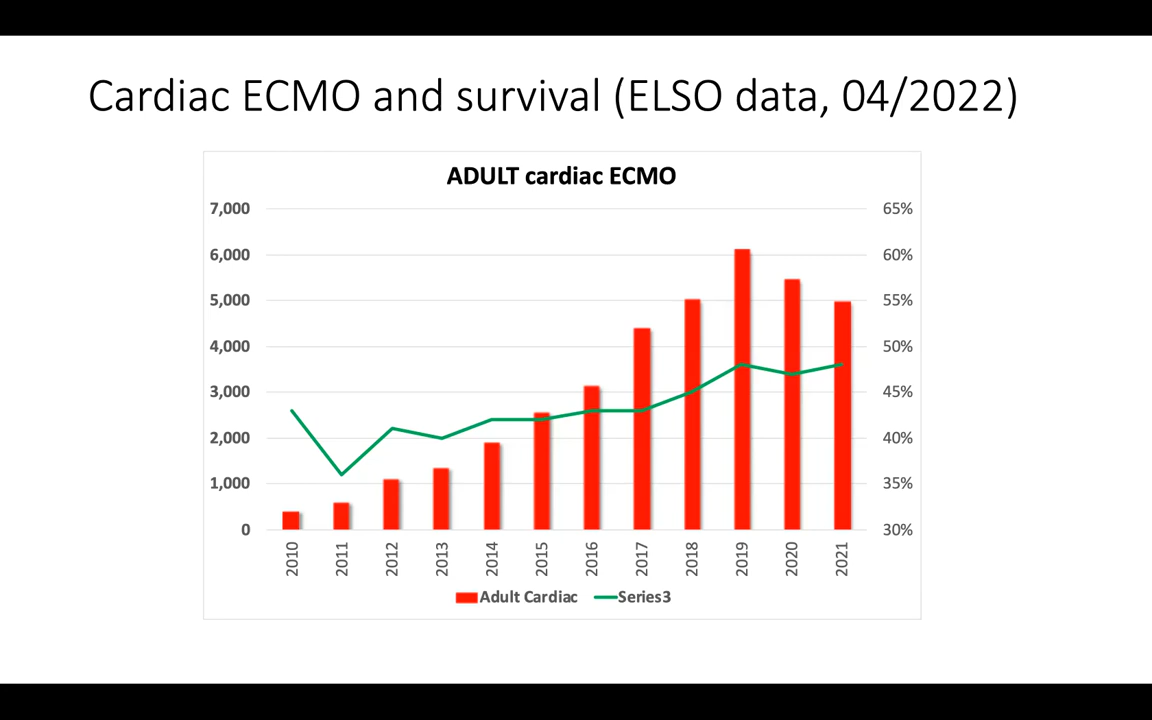 Cardiac ECMO and survival (ELSO data, 04/2022)
ADULT cardiac ECMO
7,000 65%
6,000 60%
5,000 55%
4,000 50%
3,000 45%
2,000 40%
1,000 35%
0 30%
2010 2011 2012 2013 2014 2015 2016 2017 2018 2019 2020 2021
Adult Cardiac Series3